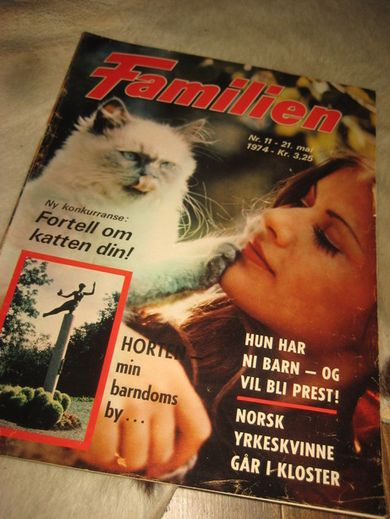 Familien
Nr. 11 - 21. mai
1974 - Kr. 3,25
Ny konkurranse:
Fortell om
katten din!
HORTEN –
min
barndoms
by...
HUN HAR
NI BARN – OG
VIL BLI PREST!
NORSK
YRKESKVINNE
GÅR I KLOSTER